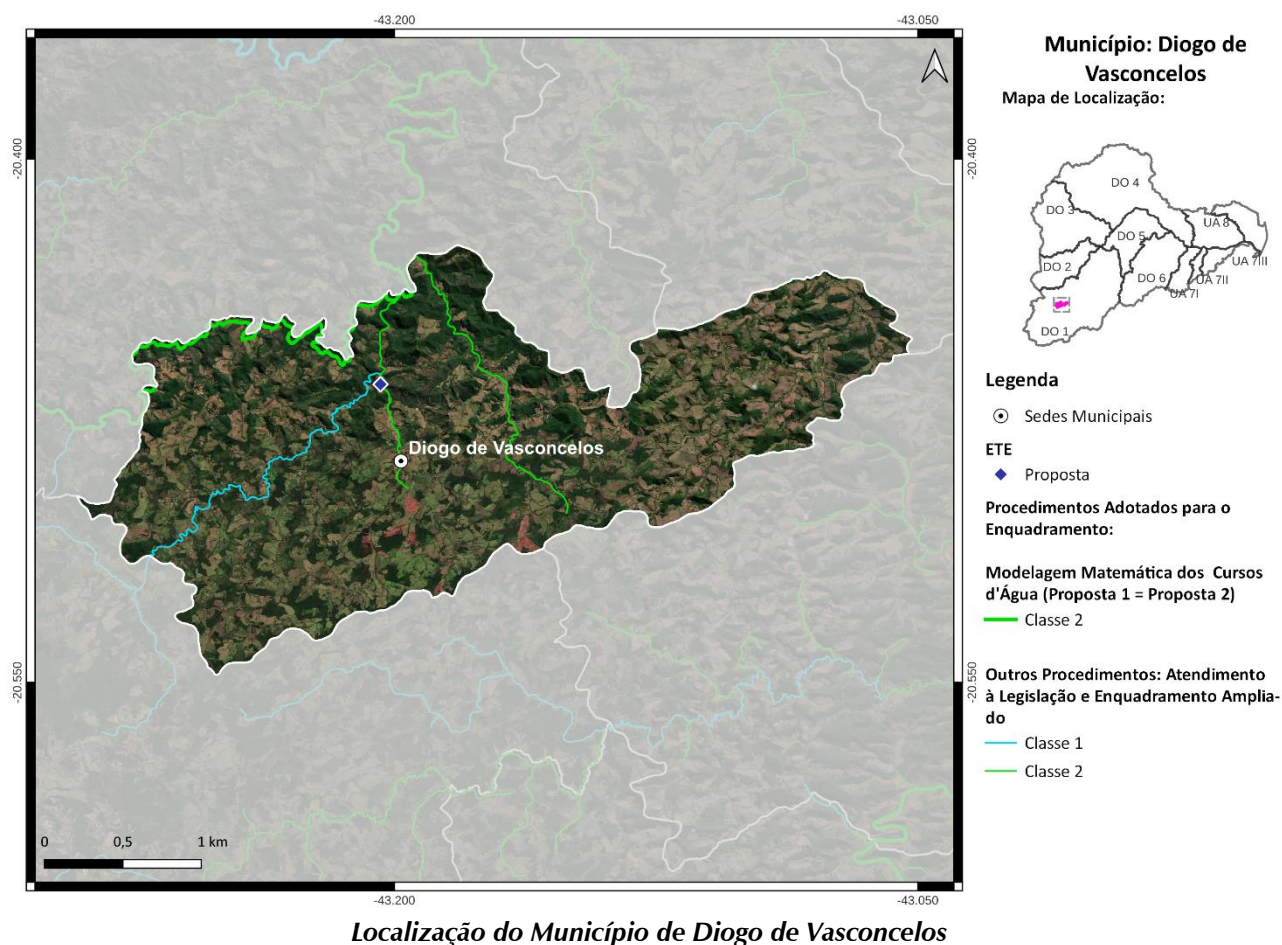 -43.200
-43.050
-20.400
-20.400
-20.550
-20.550
Diogo de Vasconcelos
0
0,5
1 km
-43.200
-43.050
Município: Diogo de
Vasconcelos
Mapa de Localização:
DO 4
DO 3
UA 8
DO 5
UA 7III
DO 2
DO 6
UA 7II
UA 7I
DO 1
Legenda
Sedes Municipais
ETE
Proposta
Procedimentos Adotados para o
Enquadramento:
Modelagem Matemática dos Cursos
d'Água (Proposta 1 = Proposta 2)
Classe 2
Outros Procedimentos: Atendimento
à Legislação e Enquadramento Amplia-
do
Classe 1
Classe 2
Localização do Município de Diogo de Vasconcelos